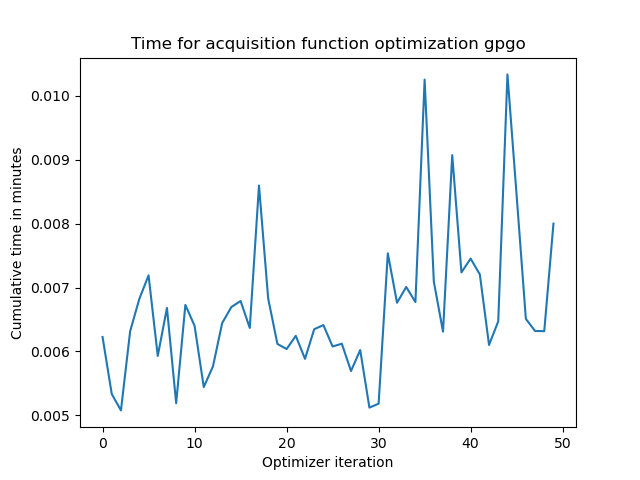 Time for acquisition function optimization gpgo
0.010
0.009
0.008
0.007
0.006
0.005
Cumulative time in minutes
0 10 20 30 40 50
Optimizer iteration